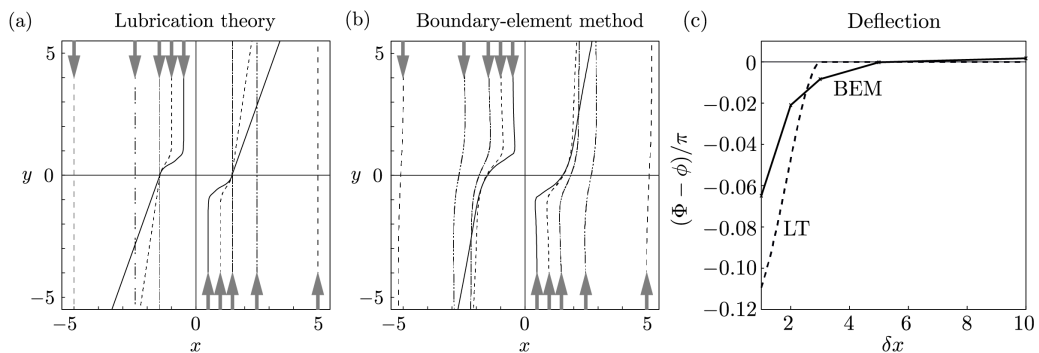 (a) Lubrication theory
5
y 0
−5
−5 0 5
x
(b) Boundary-element method
5
y 0
−5
−5 0 5
x
(c) Deflection
0
−0.02
−0.04
−0.06
−0.08
−0.10
−0.12
(Φ − ϕ)/π
BEM
LT
2 4 6 8 10
δx